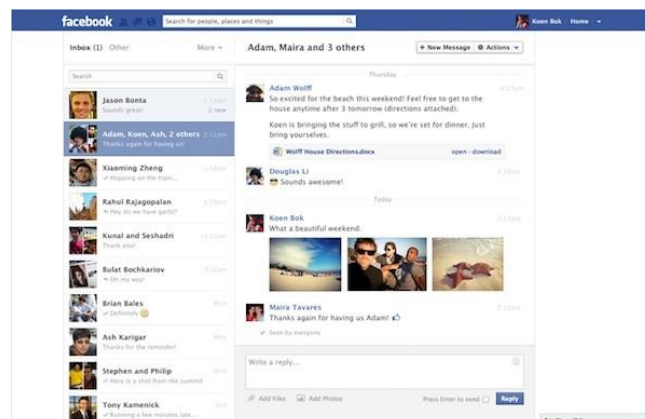 facebook
Search for people, places and things
Koen Bok
Home
Inbox (1) Other More
Adam, Maira and 3 others
+ New Message
Actions
Search
Jason Bonta
Sounds great!
2 new
Adam, Koen, Ash, 2 others
Thanks again for having us!
Xiaoming Zheng
Hopping on the train...
Rahul Rajagopalan
Hey do we have garlic?
Kunal and Seshadri
Thank you!
Bulat Bochkariov
On my way!
Brian Bales
Definitely
Ash Karigar
Thanks for the reminder!
Stephen and Philip
Here is a shot from the summit
Tony Kamenick
Running a few minutes late...
Thursday
Adam Wolff
So excited for the beach this weekend! Feel free to get to the
house anytime after 3 tomorrow (directions attached).
Koen is bringing the stuff to grill, so we're set for dinner. Just
bring yourselves.
Wolff House Directions.docx
open · download
Douglas Li
Sounds awesome!
Today
Koen Bok
What a beautiful weekend.
Maira Tavares
Thanks again for having us Adam!
Seen by everyone
Write a reply...
Add Files
Add Photos
Press Enter to send
Reply